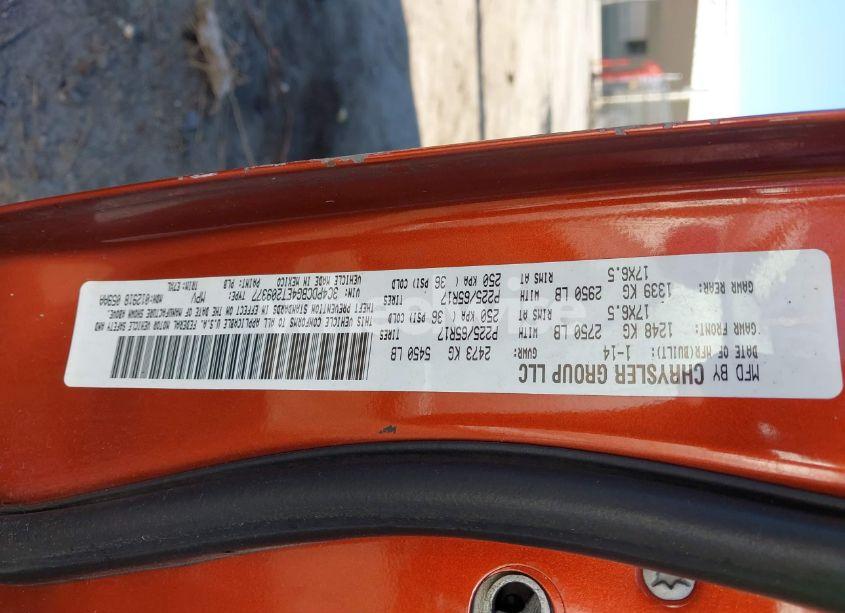 MFD BY CHRYSLER GROUP LLC
DATE OF MFR(BUILT): 1-14 GVWR: 2473 KG 5450 LB
GAWR FRONT: 1248 KG 2750 LB WITH P225/65R17 TIRES
17X6.5 RIMS AT 250 KPA ( 36 PSI) COLD
GAWR REAR: 1339 KG 2950 LB WITH P225/65R17 TIRES
17X6.5 RIMS AT 250 KPA ( 36 PSI) COLD
THIS VEHICLE CONFORMS TO ALL APPLICABLE U.S.A. FEDERAL MOTOR VEHICLE SAFETY AND
THEFT PREVENTION STANDARDS IN EFFECT ON THE DATE OF MANUFACTURE SHOWN ABOVE.
VIN: 3C4PDCBG4ET209377 TYPE: MPV MDH: 012918 059AA
VEHICLE MADE IN MEXICO PAINT: PLB TRIM: